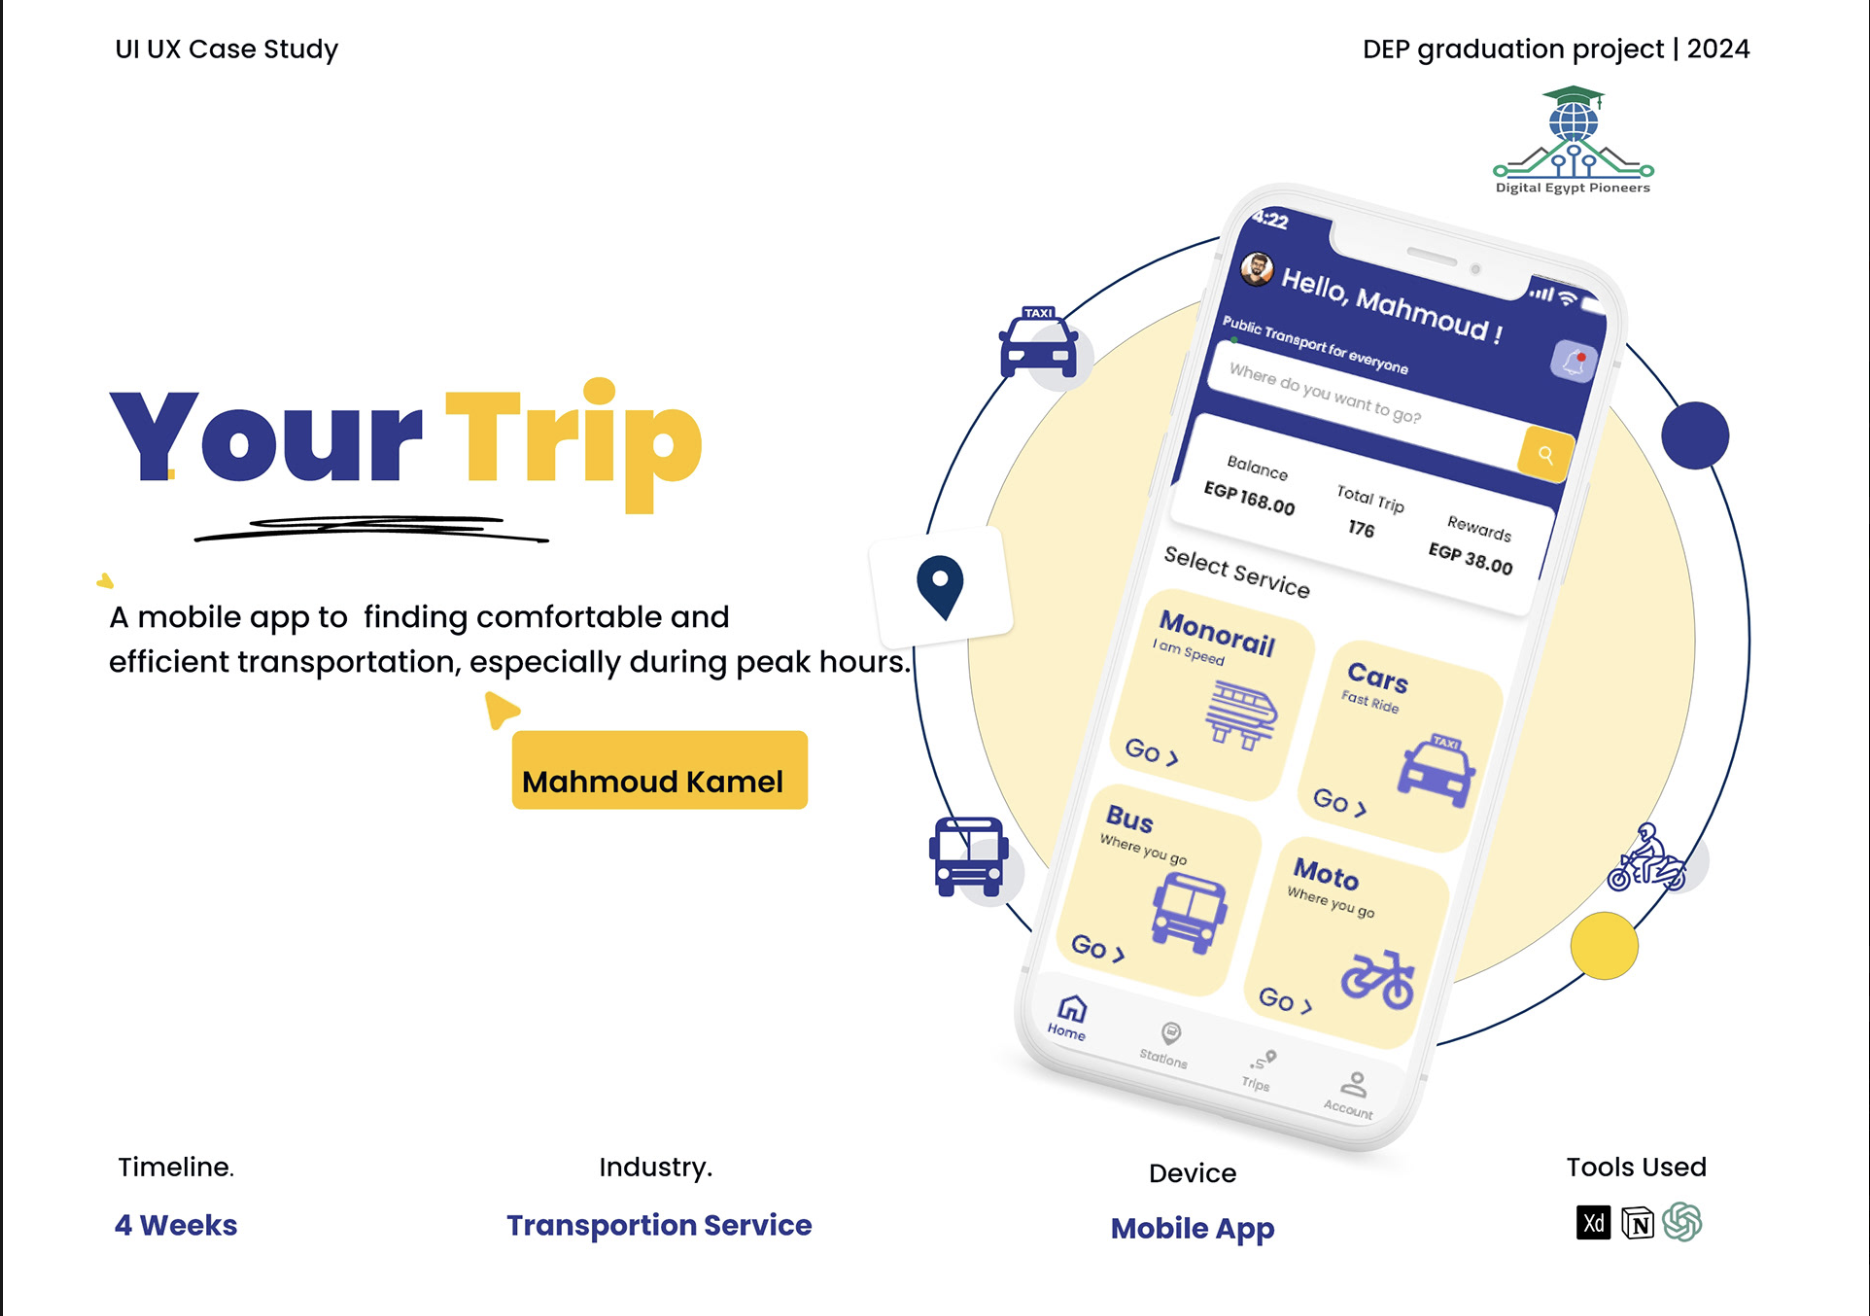 UI UX Case Study
DEP graduation project | 2024
Digital Egypt Pioneers
Your Trip
A mobile app to  finding comfortable and
efficient transportation, especially during peak hours.
Mahmoud Kamel
TAXI
4:22
Hello, Mahmoud !
Public Transport for everyone
Where do you want to go?
Balance
EGP 168.00
Total Trip
176
Rewards
EGP 38.00
Select Service
Monorail
I am Speed
Go >
Cars
Fast Ride
TAXI
Go >
Bus
Where you go
Go >
Moto
Where you go
Go >
Home
Stations
Trips
Account
Timeline.
4 Weeks
Industry.
Transportion Service
Device
Mobile App
Tools Used
Xd
N